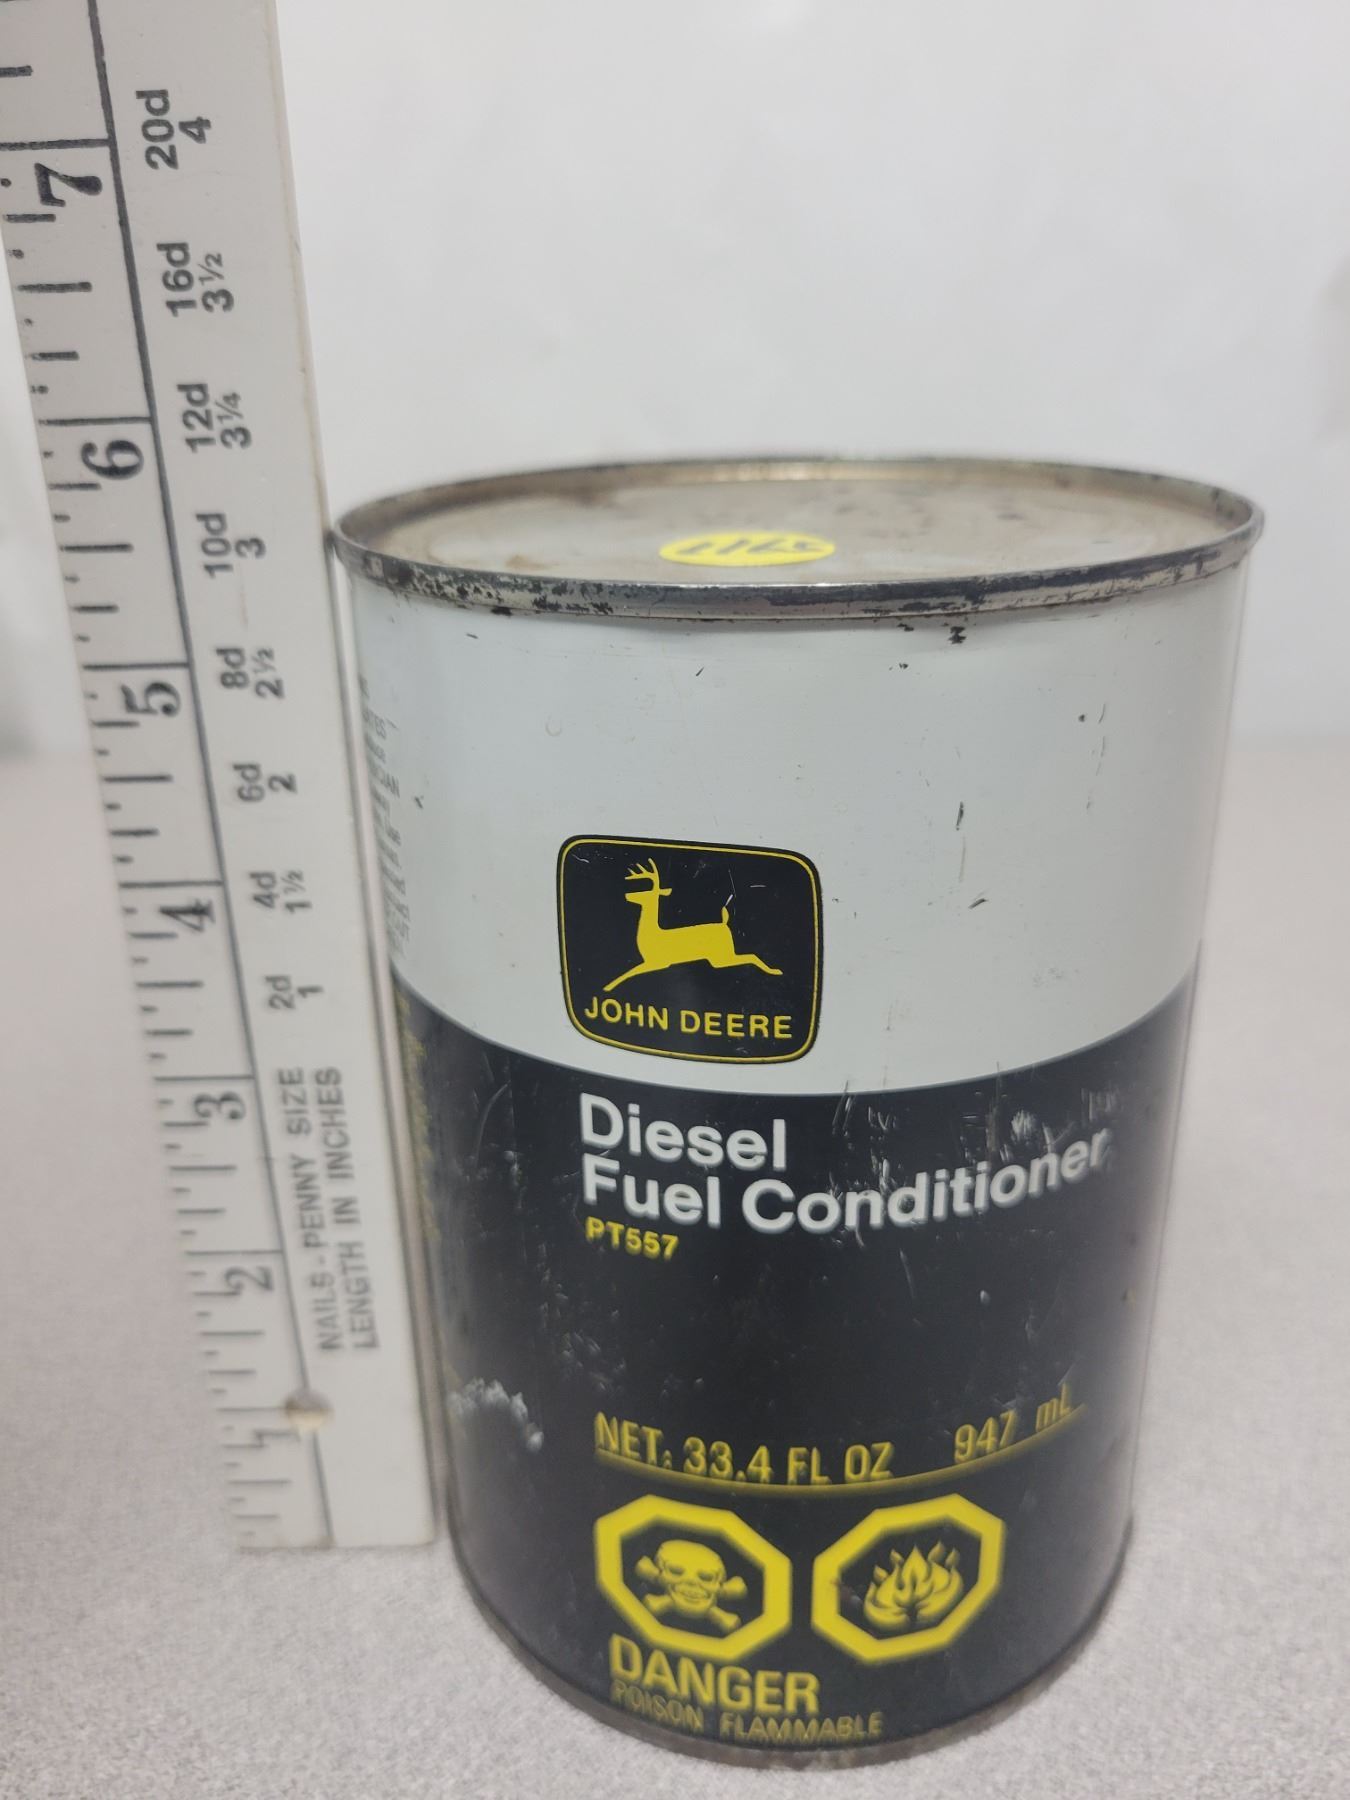 7
6
5
4
3
2
1
20d
4
16d
3½
12d
3¼
10d
3
8d
2½
6d
2
4d
1½
2d
1
NAILS - PENNY SIZE
LENGTH IN INCHES
JOHN DEERE
Diesel
Fuel Conditioner
PT557
NET. 33.4 FL OZ 947 mL
DANGER
POISON FLAMMABLE